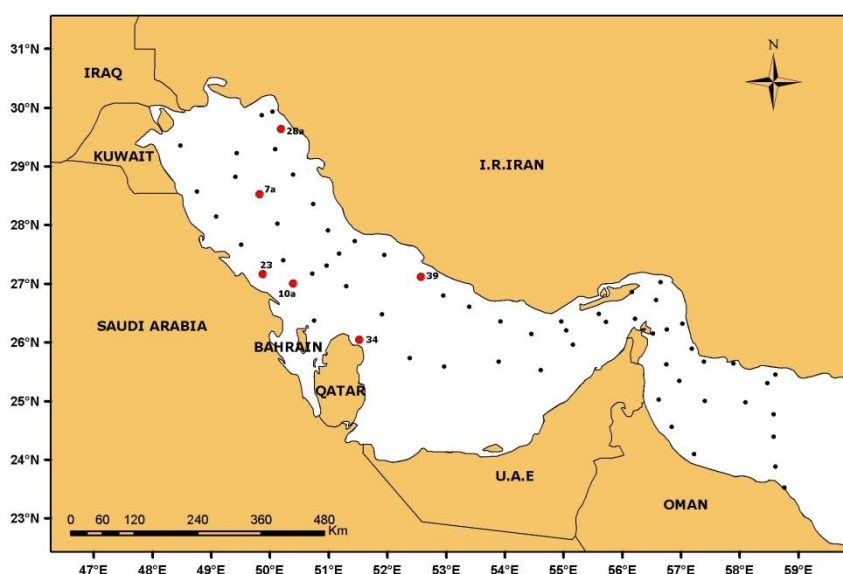 31°N
30°N
29°N
28°N
27°N
26°N
25°N
24°N
23°N
N
IRAQ
KUWAIT
I.R.IRAN
28a
7a
23
10a
39
34
SAUDI ARABIA
BAHRAIN
QATAR
U.A.E
OMAN
0 60 120 240 360 480
Km
47°E 48°E 49°E 50°E 51°E 52°E 53°E 54°E 55°E 56°E 57°E 58°E 59°E